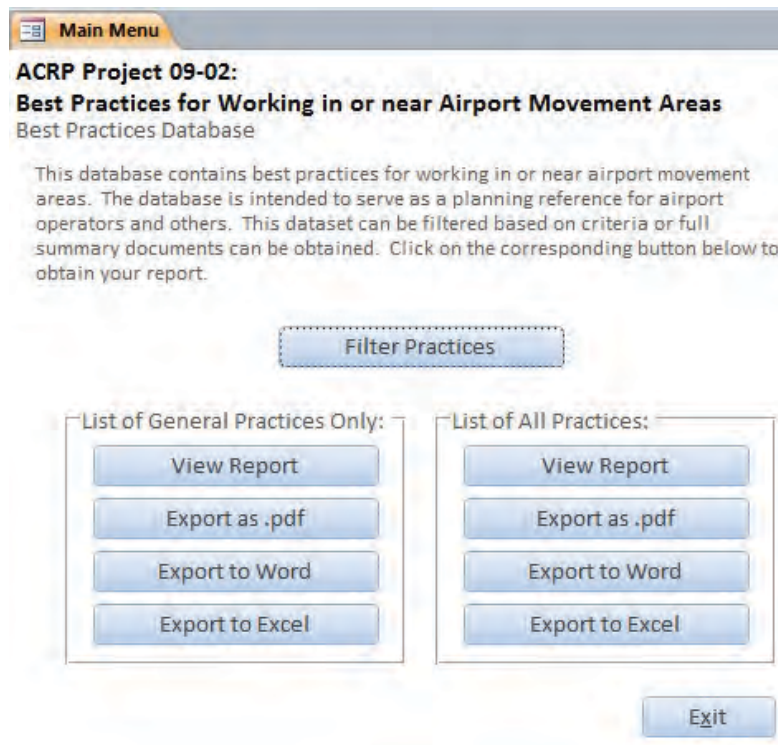 Main Menu
ACRP Project 09-02:
Best Practices for Working in or near Airport Movement Areas
Best Practices Database
This database contains best practices for working in or near airport movement
areas. The database is intended to serve as a planning reference for airport
operators and others. This dataset can be filtered based on criteria or full
summary documents can be obtained. Click on the corresponding button below to
obtain your report.
Filter Practices
List of General Practices Only:
View Report
Export as .pdf
Export to Word
Export to Excel
List of All Practices:
View Report
Export as .pdf
Export to Word
Export to Excel
Exit